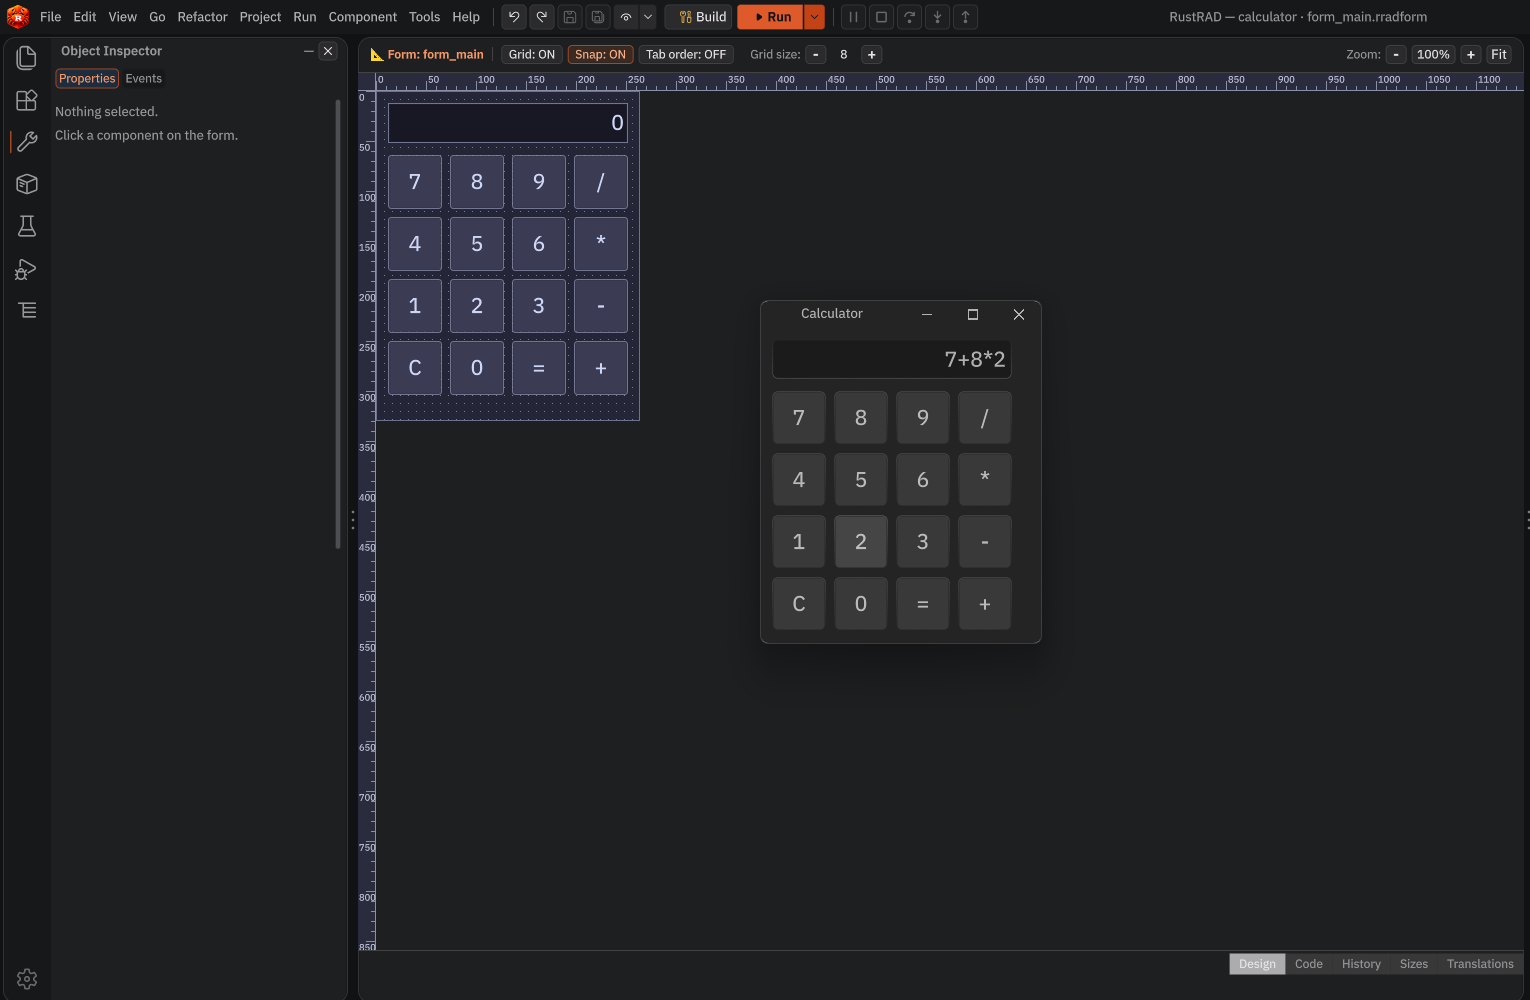 File Edit View Go Refactor Project Run Component Tools Help Build Run RustRAD — calculator · form_main.rradform
Object Inspector
Properties Events
Nothing selected.
Click a component on the form.
Form: form_main Grid: ON Snap: ON Tab order: OFF Grid size: - 8 + Zoom: - 100% + Fit
0 50 100 150 200 250 300 350 400 450 500 550 600 650 700 750 800 850 900 950 1000 1050 1100
0
50
100
150
200
250
300
350
400
450
500
550
600
650
700
750
800
850
0
7 8 9 /
4 5 6 *
1 2 3 -
C 0 = +
Calculator
7+8*2
7 8 9 /
4 5 6 *
1 2 3 -
C 0 = +
Design Code History Sizes Translations